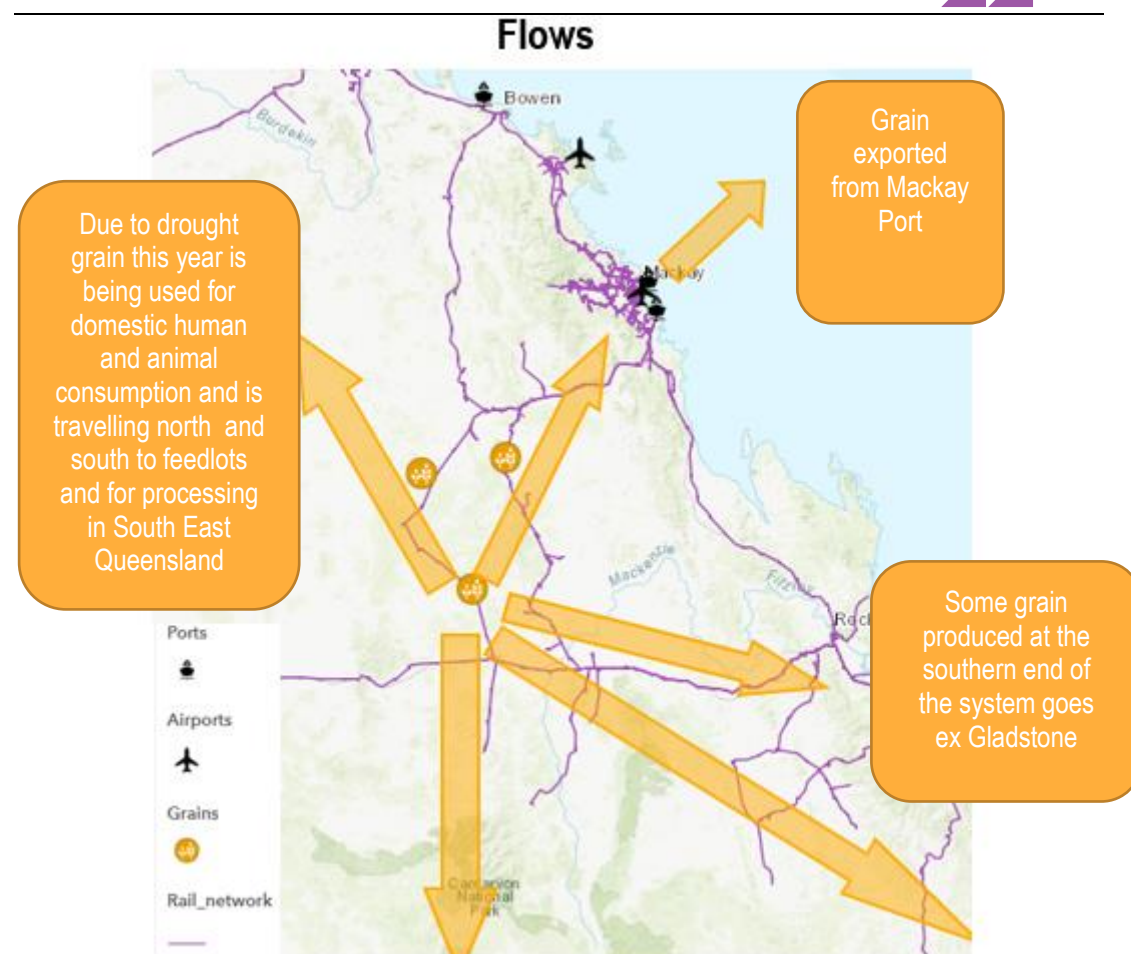 Flows
Bowen
Burdekin
Grain
exported
from Mackay
Port
Due to drought
grain this year is
being used for
domestic human
and animal
consumption and is
travelling north and
south to feedlots
and for processing
in South East
Queensland
Mackay
Mackenzie
Fitzroy
Rock
Some grain
produced at the
southern end of
the system goes
ex Gladstone
Ports
Airports
Grains
Rail_network
Carnarvon
National
Park